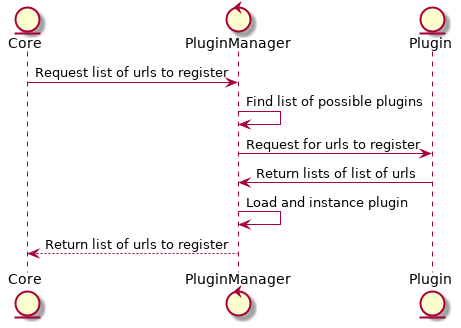 Core PluginManager Plugin
Request list of urls to register
Find list of possible plugins
Request for urls to register
Return lists of list of urls
Load and instance plugin
Return list of urls to register
Core PluginManager Plugin